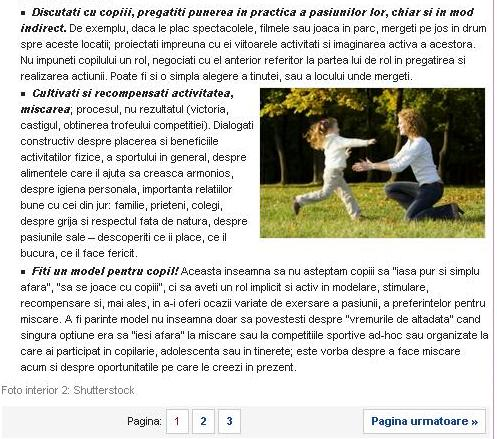 ▪ Discutati cu copiii, pregatiti punerea in practica a pasiunilor lor, chiar si in mod
indirect. De exemplu, daca le plac spectacolele, filmele sau joaca in parc, mergeti pe jos in drum
spre aceste locatii; proiectati impreuna cu ei viitoarele activitati si imaginarea activa a acestora.
Nu impuneti copilului un rol, negociati cu el anterior referitor la partea lui de rol in pregatirea si
realizarea actiunii. Poate fi si o simpla alegere a tinutei, sau a locului unde mergeti.
▪ Cultivati si recompensati activitatea,
miscarea; procesul, nu rezultatul (victoria,
castigul, obtinerea trofeului competitiei). Dialogati
constructiv despre placerea si beneficiile
activitatilor fizice, a sportului in general, despre
alimentele care il ajuta sa creasca armonios,
despre igiena personala, importanta relatiilor
bune cu cei din jur: familie, prieteni, colegi,
despre grija si respectul fata de natura, despre
pasiunile sale – descoperiti ce ii place, ce il
bucura, ce il face fericit.
▪ Fiti un model pentru copil! Aceasta inseamna sa nu asteptam copiii sa "iasa pur si simplu
afara", "sa se joace cu copiii", ci sa aveti un rol implicit si activ in modelare, stimulare,
recompensare si, mai ales, in a-i oferi ocazii variate de exersare a pasiunii, a preferintelor pentru
miscare. A fi parinte model nu inseamna doar sa povestesti despre "vremurile de altadata" cand
singura optiune era sa "iesi afara" la miscare sau la competitiile sportive ad-hoc sau organizate la
care ai participat in copilarie, adolescenta sau in tinerete; este vorba despre a face miscare
acum si despre oportunitatile pe care le creezi in prezent.
Foto interior 2: Shutterstock
Pagina: 1 2 3 Pagina urmatoare »